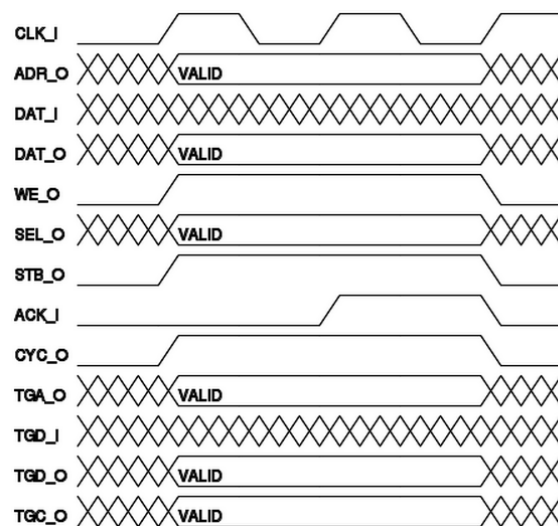 CLK_I
ADR_O VALID
DAT_I
DAT_O VALID
WE_O
SEL_O VALID
STB_O
ACK_I
CYC_O
TGA_O VALID
TGD_I
TGD_O VALID
TGC_O VALID